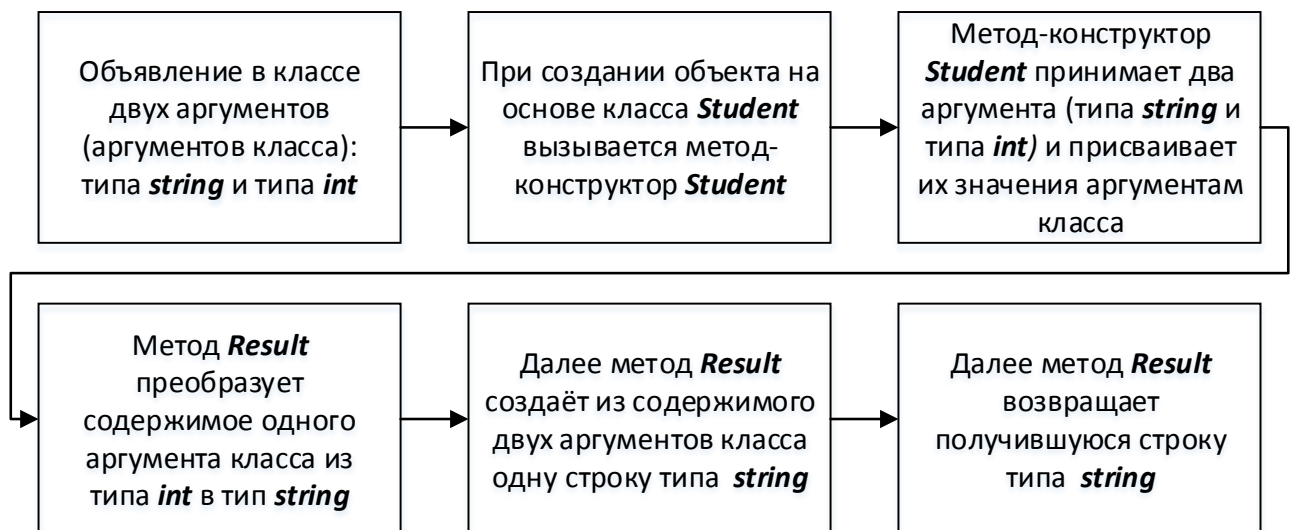 Объявление в классе
двух аргументов
(аргументов класса):
типа string и типа int
При создании объекта на
основе класса Student
вызывается метод-
конструктор Student
Метод-конструктор
Student принимает два
аргумента (типа string и
типа int) и присваивает
их значения аргументам
класса
Метод Result
преобразует
содержимое одного
аргумента класса из
типа int в тип string
Далее метод Result
создаёт из содержимого
двух аргументов класса
одну строку типа string
Далее метод Result
возвращает
получившуюся строку
типа string